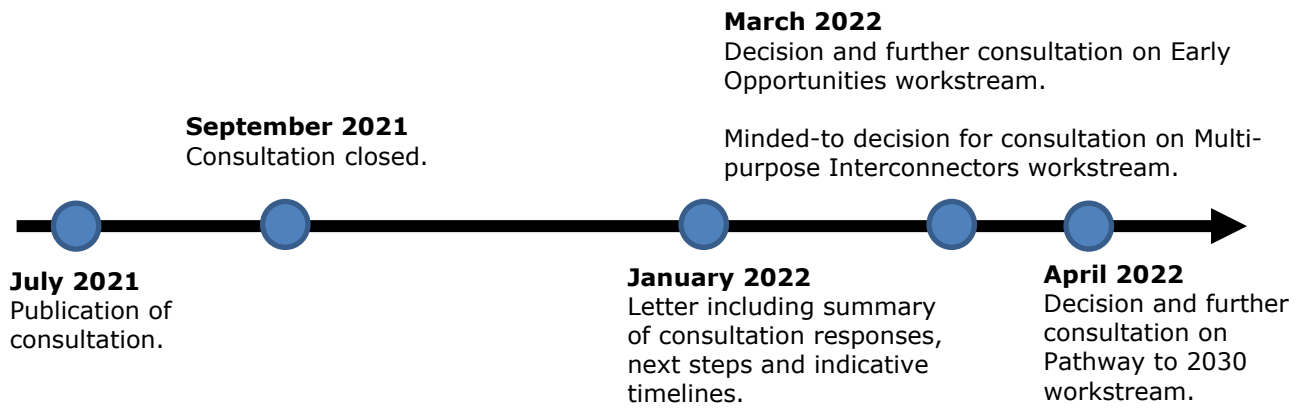 March 2022
Decision and further consultation on Early
Opportunities workstream.
Minded-to decision for consultation on Multi-
purpose Interconnectors workstream.
September 2021
Consultation closed.
July 2021
Publication of
consultation.
January 2022
Letter including summary
of consultation responses,
next steps and indicative
timelines.
April 2022
Decision and further
consultation on
Pathway to 2030
workstream.